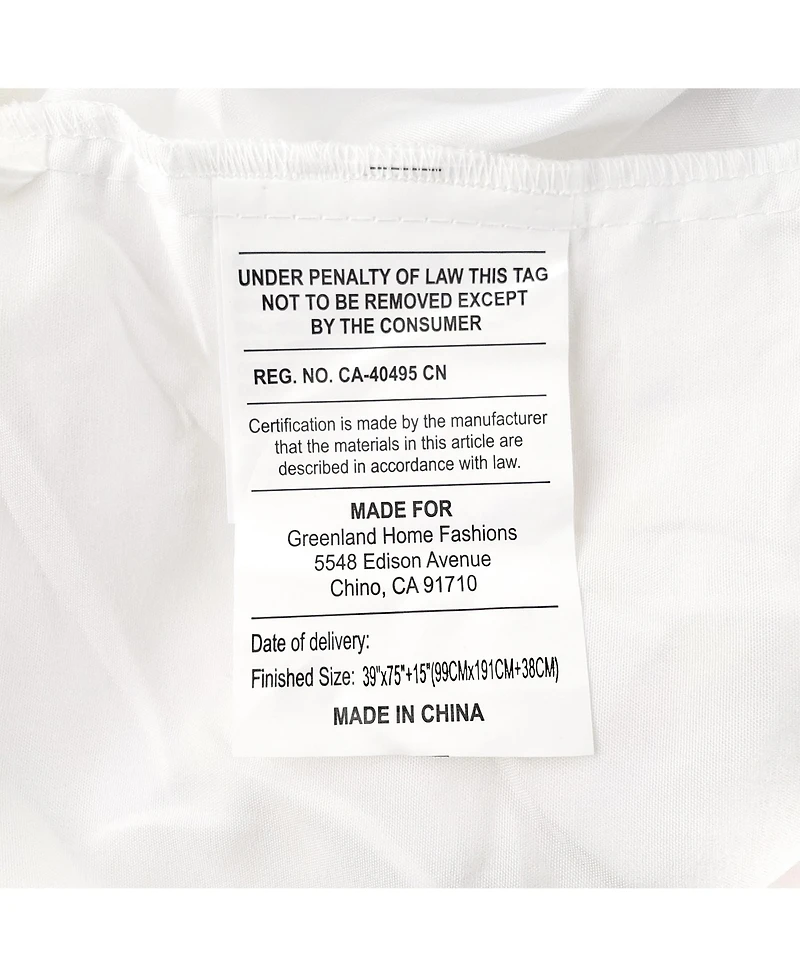 UNDER PENALTY OF LAW THIS TAG
NOT TO BE REMOVED EXCEPT
BY THE CONSUMER
REG. NO. CA-40495 CN
Certification is made by the manufacturer
that the materials in this article are
described in accordance with law.
MADE FOR
Greenland Home Fashions
5548 Edison Avenue
Chino, CA 91710
Date of delivery:
Finished Size: 39"x75"+15"(99CMx191CM+38CM)
MADE IN CHINA